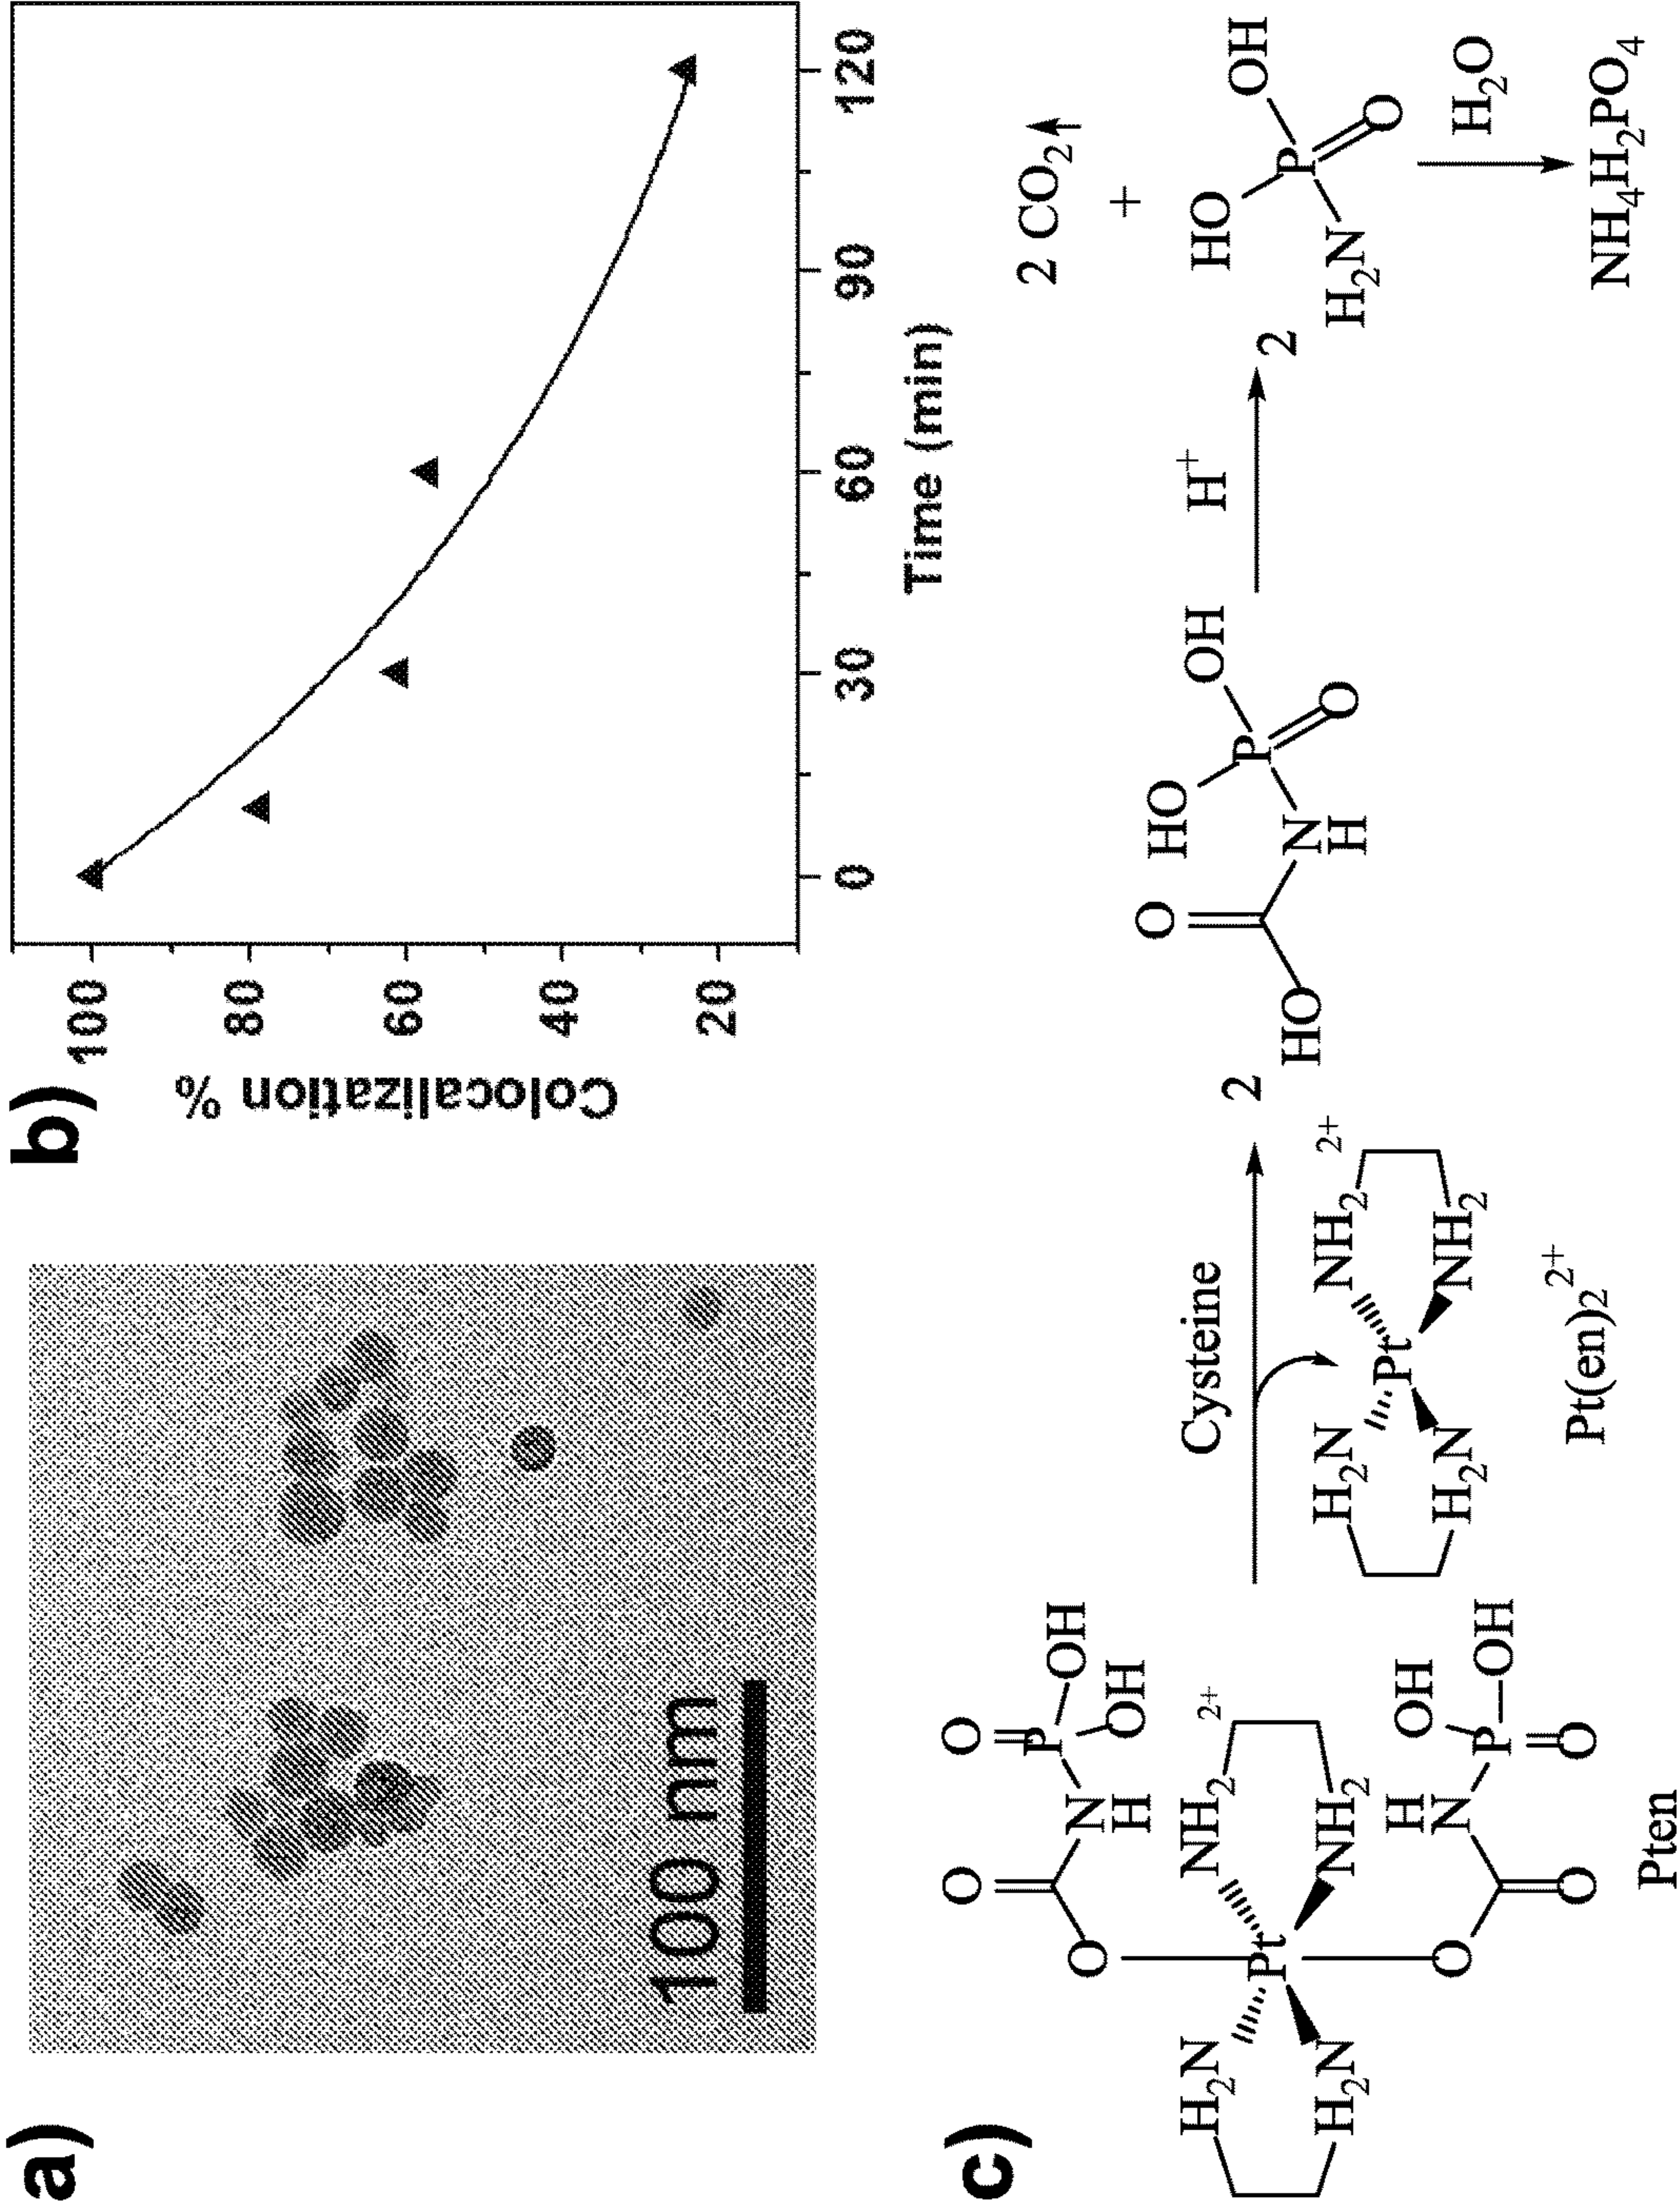 a)
100 nm
b)
Colocalization %
100
80
60
40
20
0 30 60 90 120
Time (min)
c)
O
P
OH
OH
O
N
H
O
H₂N
NH₂
2+
Pt
H₂N
NH₂
O
H
N
OH
P
OH
O
O
Pten
Cysteine
H₂N
NH₂
2+
Pt
H₂N
NH₂
Pt(en)₂²⁺
2
O
HO
N
H
HO
P
OH
O
H⁺
2 CO₂↑
+
2
HO
P
OH
H₂N
O
H₂O
NH₄H₂PO₄